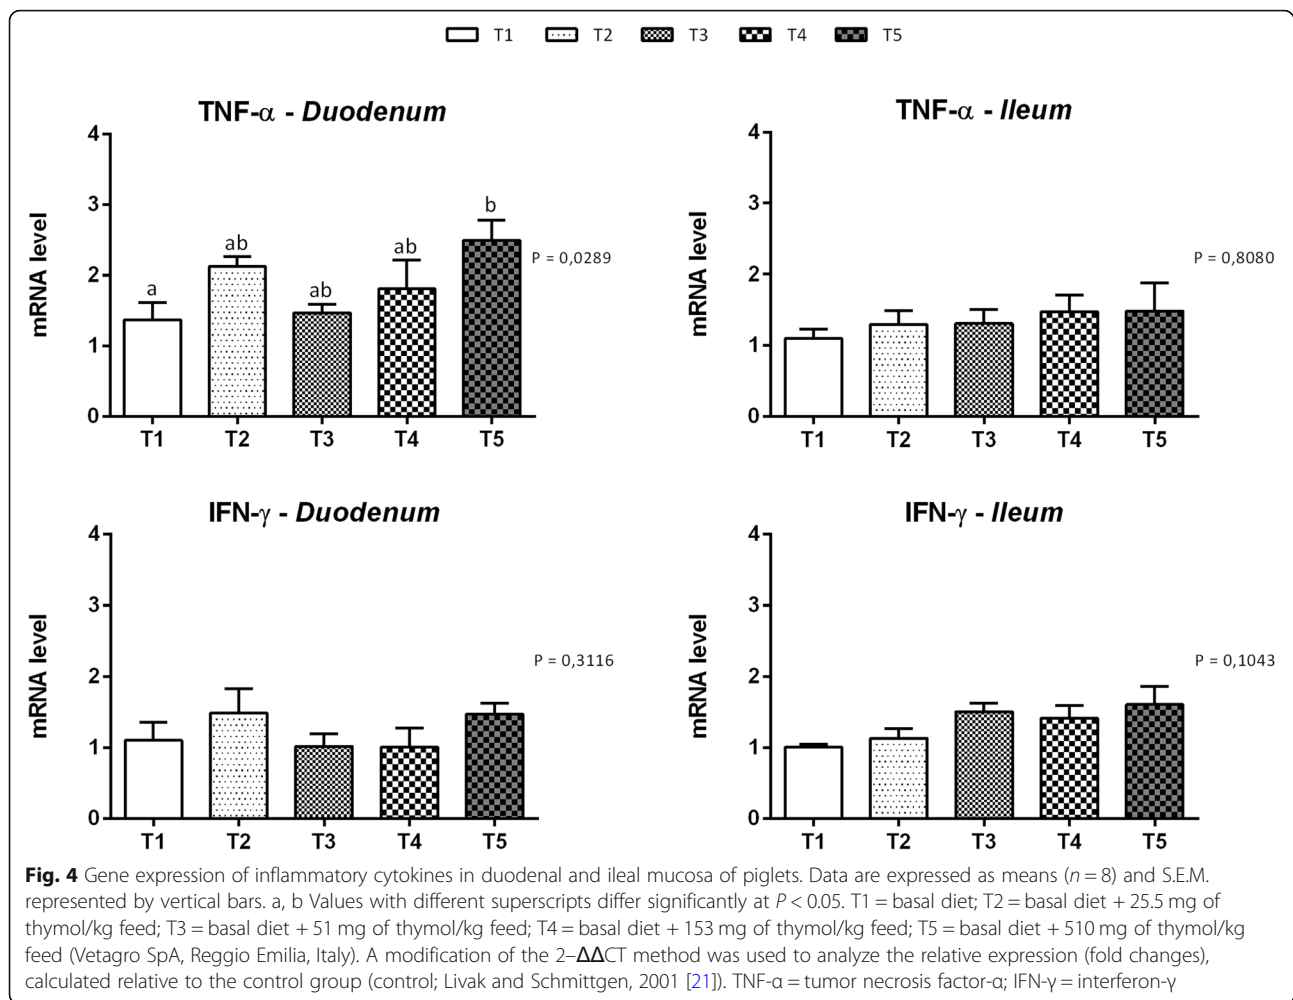 T1 T2 T3 T4 T5
TNF-α - Duodenum
mRNA level
4
3
2
1
0
a
ab
ab
ab
b
P = 0,0289
T1 T2 T3 T4 T5
TNF-α - Ileum
mRNA level
4
3
2
1
0
P = 0,8080
T1 T2 T3 T4 T5
IFN-γ - Duodenum
mRNA level
4
3
2
1
0
P = 0,3116
T1 T2 T3 T4 T5
IFN-γ - Ileum
mRNA level
4
3
2
1
0
P = 0,1043
T1 T2 T3 T4 T5
Fig. 4 Gene expression of inflammatory cytokines in duodenal and ileal mucosa of piglets. Data are expressed as means (n = 8) and S.E.M.
represented by vertical bars. a, b Values with different superscripts differ significantly at P < 0.05. T1 = basal diet; T2 = basal diet + 25.5 mg of
thymol/kg feed; T3 = basal diet + 51 mg of thymol/kg feed; T4 = basal diet + 153 mg of thymol/kg feed; T5 = basal diet + 510 mg of thymol/kg
feed (Vetagro SpA, Reggio Emilia, Italy). A modification of the 2–ΔΔCT method was used to analyze the relative expression (fold changes),
calculated relative to the control group (control; Livak and Schmittgen, 2001 [21]). TNF-α = tumor necrosis factor-α; IFN-γ = interferon-γ